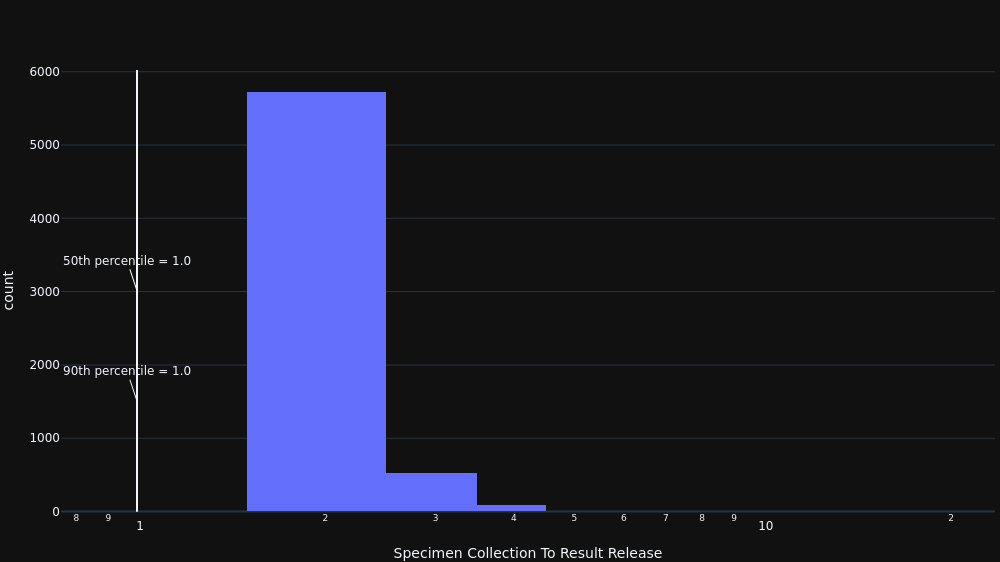 6000
5000
4000
50th percentile = 1.0
count
3000
2000
90th percentile = 1.0
1000
0
8 9 1 2 3 4 5 6 7 8 9 10 2
Specimen Collection To Result Release